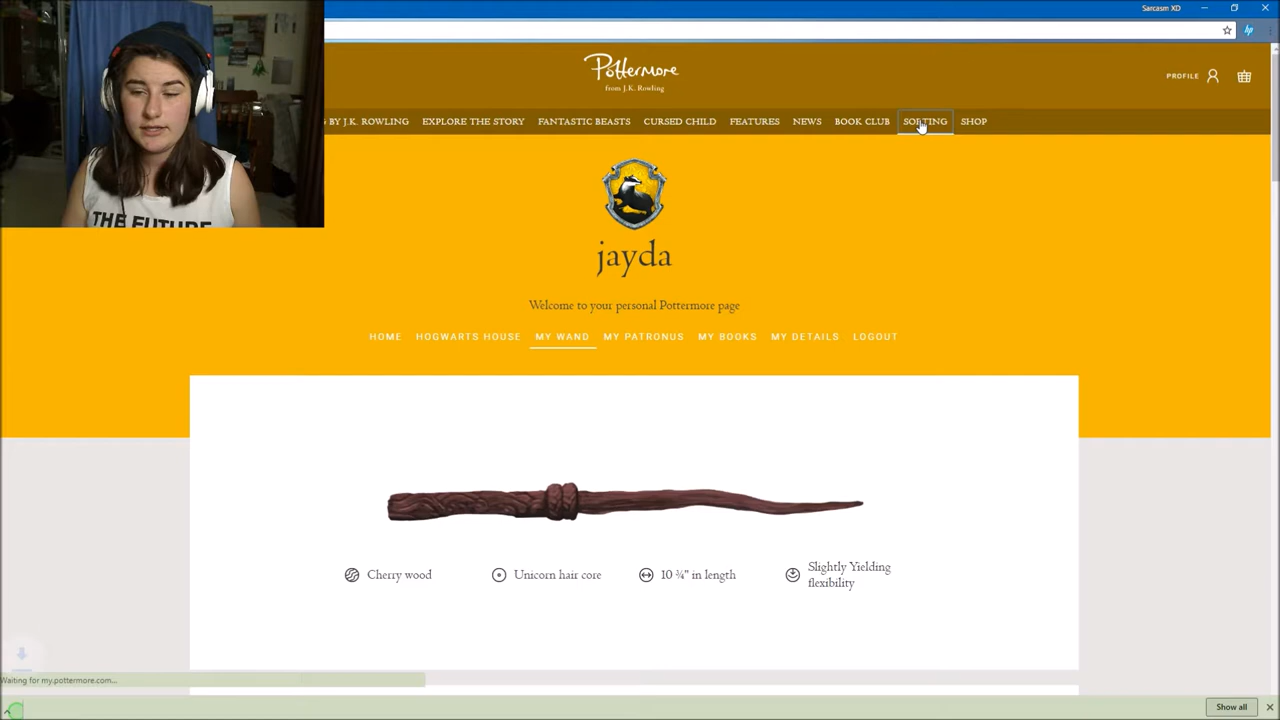 Sarcasm XD
Pottermore
from J.K. Rowling
PROFILE
BY J.K. ROWLING EXPLORE THE STORY FANTASTIC BEASTS CURSED CHILD FEATURES NEWS BOOK CLUB SORTING SHOP
THE FUTURE
jayda
Welcome to your personal Pottermore page
HOME HOGWARTS HOUSE MY WAND MY PATRONUS MY BOOKS MY DETAILS LOGOUT
Cherry wood Unicorn hair core 10 ¾" in length Slightly Yielding
flexibility
Waiting for my.pottermore.com...
Show all